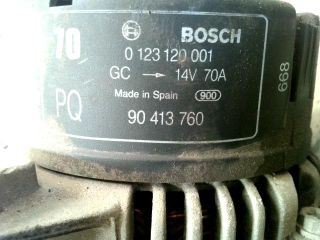 10
BOSCH
0 123 120 001
GC → 14V 70A
Made in Spain 900
PQ
90 413 760
668